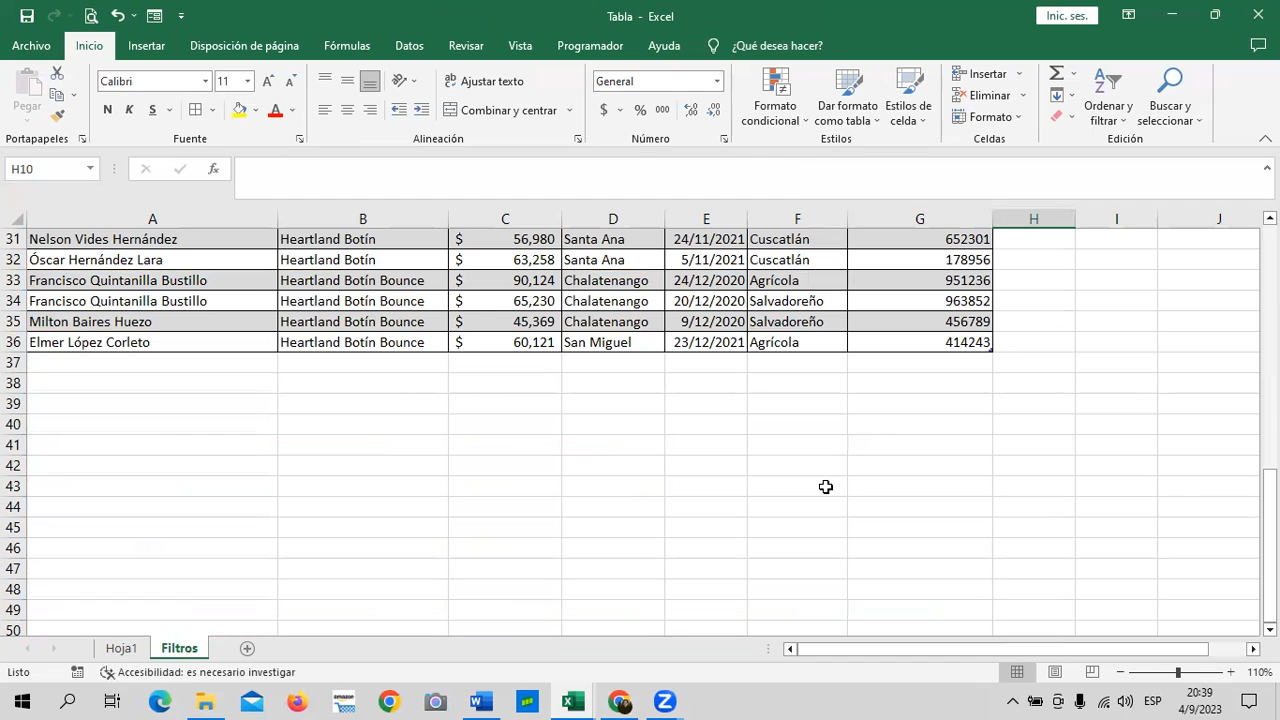 Tabla - Excel
Inic. ses.
Archivo Inicio Insertar Disposición de página Fórmulas Datos Revisar Vista Programador Ayuda ¿Qué desea hacer?
Pegar
Calibri 11
N K S
Ajustar texto
Combinar y centrar
General
$ % 000
Formato condicional
Dar formato como tabla
Estilos de celda
Insertar
Eliminar
Formato
Ordenar y filtrar
Buscar y seleccionar
Portapapeles Fuente Alineación Número Estilos Celdas Edición
H10 fx
A B C D E F G H I J
31 Nelson Vides Hernández Heartland Botín $ 56,980 Santa Ana 24/11/2021 Cuscatlán 652301
32 Óscar Hernández Lara Heartland Botín $ 63,258 Santa Ana 5/11/2021 Cuscatlán 178956
33 Francisco Quintanilla Bustillo Heartland Botín Bounce $ 90,124 Chalatenango 24/12/2020 Agrícola 951236
34 Francisco Quintanilla Bustillo Heartland Botín Bounce $ 65,230 Chalatenango 20/12/2020 Salvadoreño 963852
35 Milton Baires Huezo Heartland Botín Bounce $ 45,369 Chalatenango 9/12/2020 Salvadoreño 456789
36 Elmer López Corleto Heartland Botín Bounce $ 60,121 San Miguel 23/12/2021 Agrícola 414243
37
38
39
40
41
42
43
44
45
46
47
48
49
50
Hoja1 Filtros
Listo Accesibilidad: es necesario investigar 110%
ESP 20:39
4/9/2023